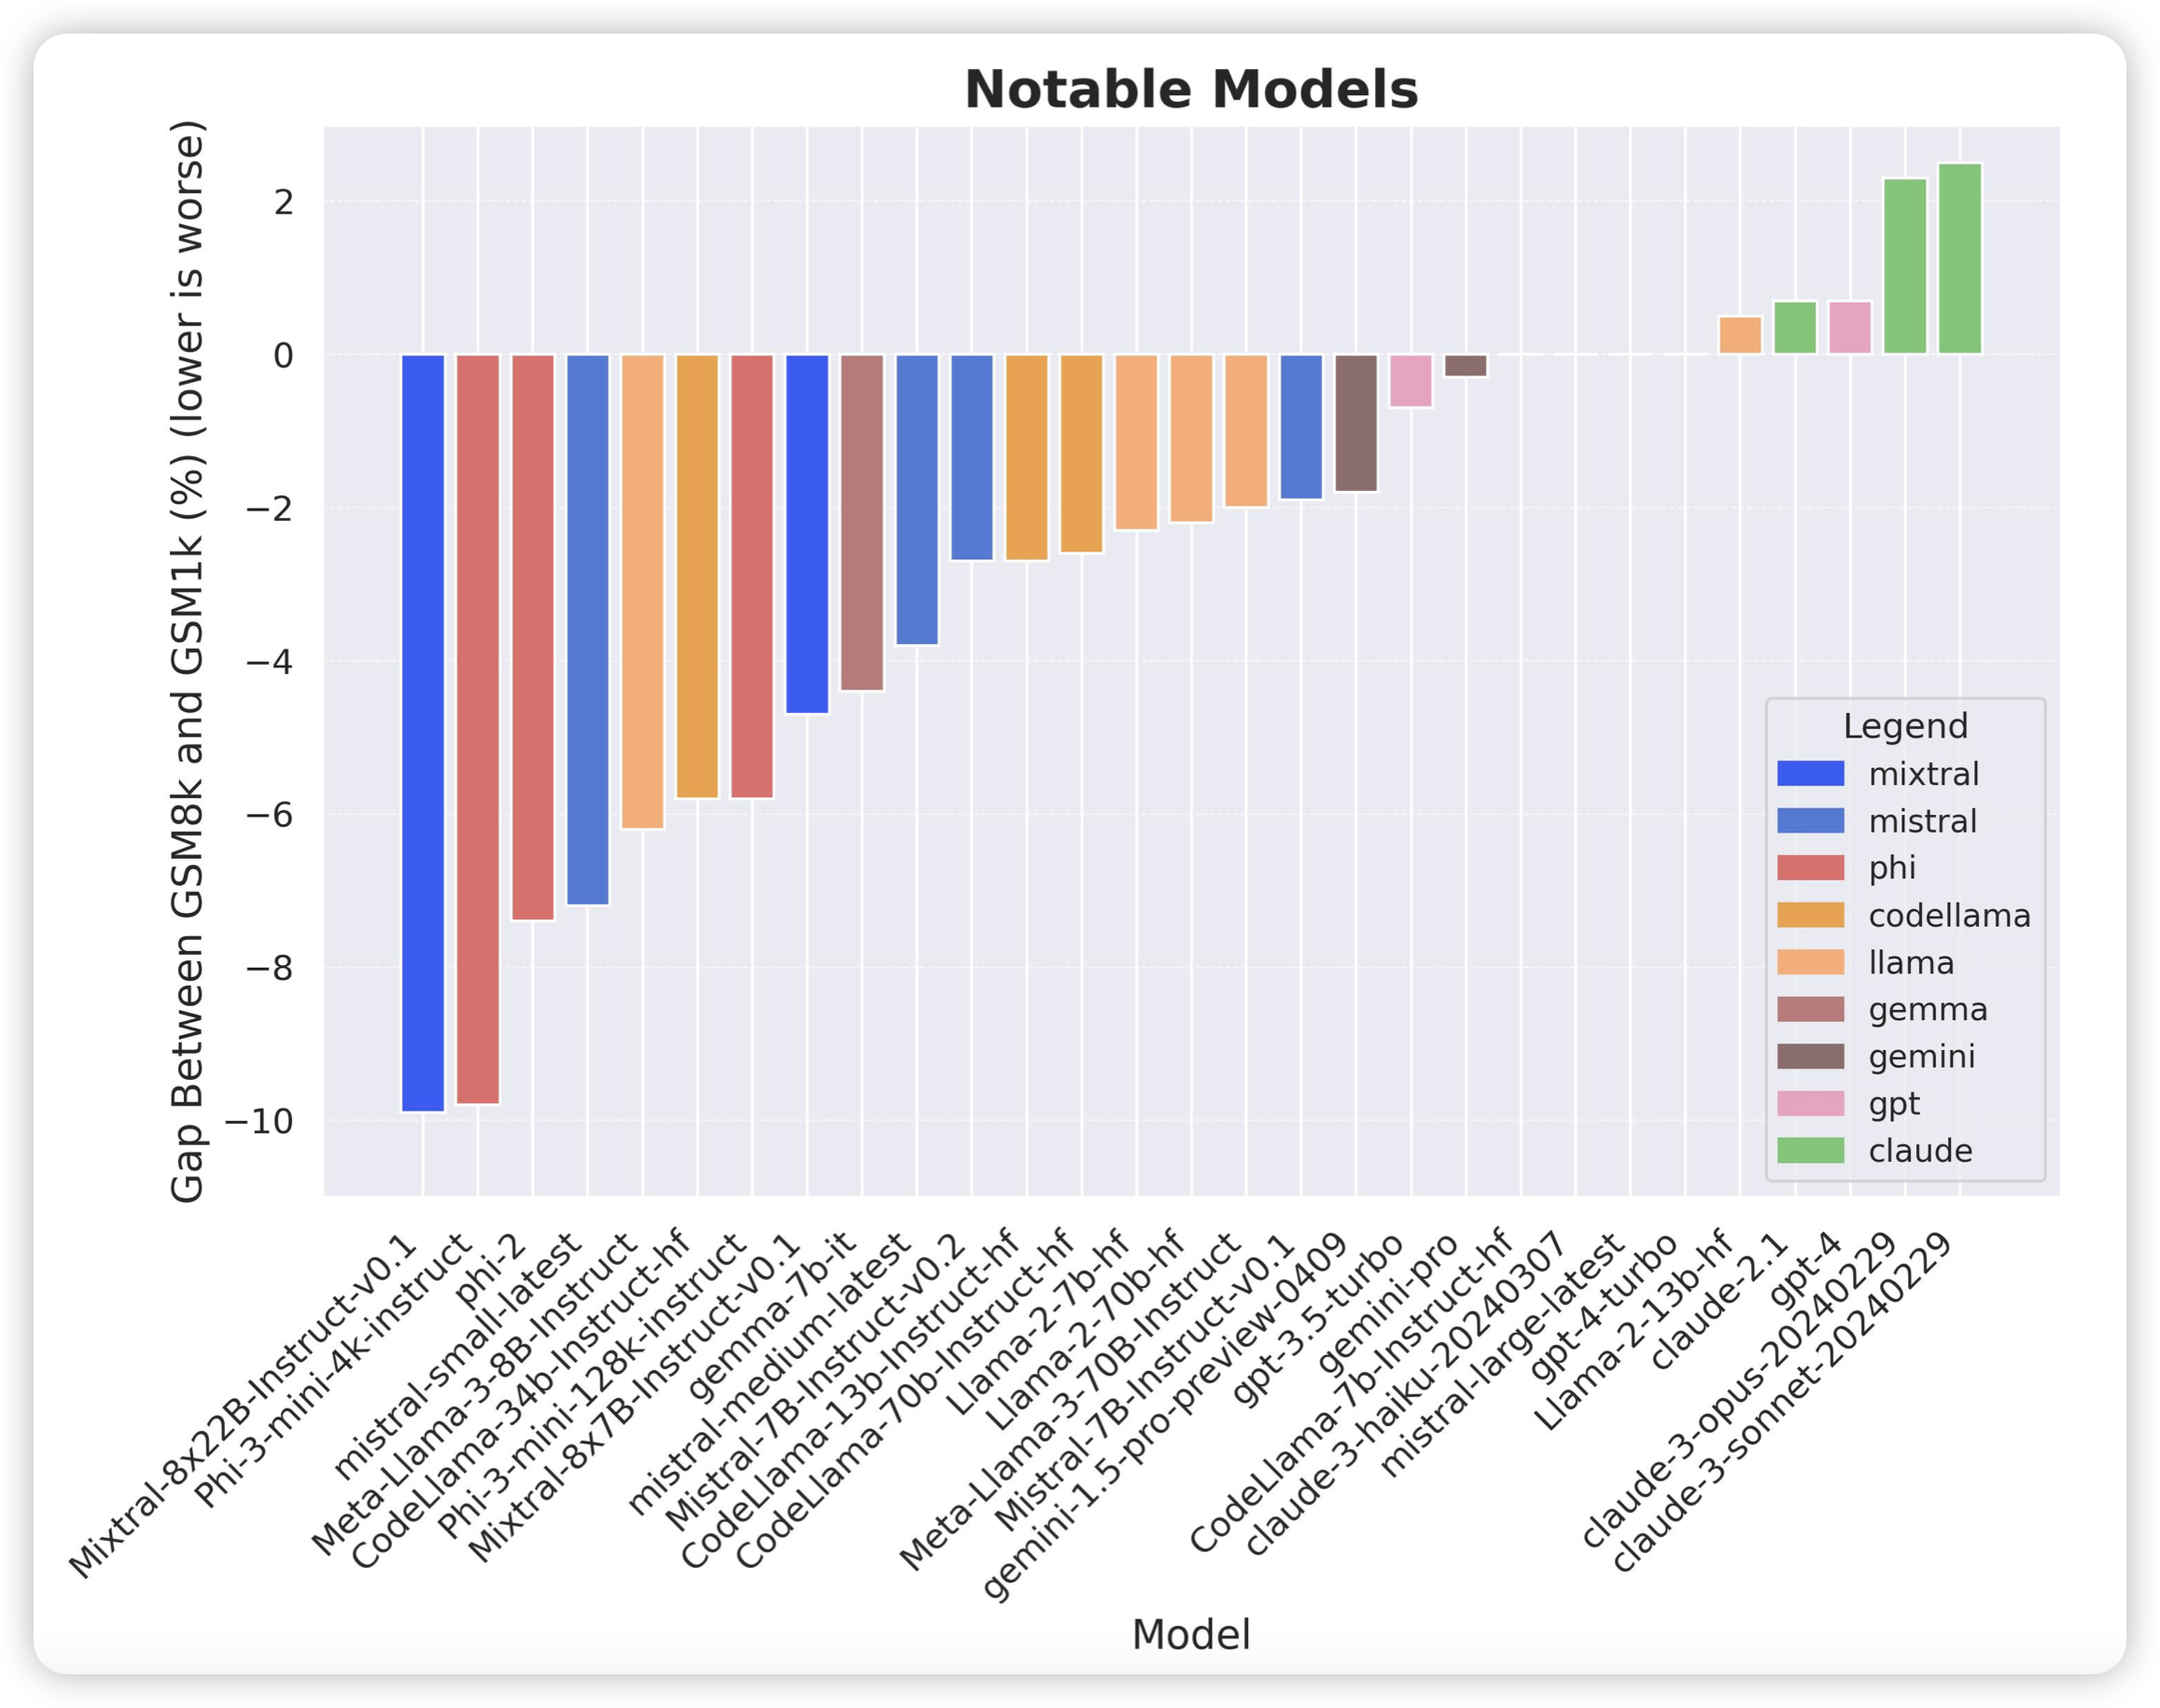 Notable Models
Gap Between GSM8k and GSM1k (%) (lower is worse)
2
0
−2
−4
−6
−8
−10
Legend
mixtral
mistral
phi
codellama
llama
gemma
gemini
gpt
claude
Mixtral-8x22B-Instruct-v0.1
Phi-3-mini-4k-instruct
phi-2
mistral-small-latest
Meta-Llama-3-8B-Instruct
CodeLlama-34b-Instruct-hf
Phi-3-mini-128k-instruct
Mixtral-8x7B-Instruct-v0.1
gemma-7b-it
mistral-medium-latest
Mistral-7B-Instruct-v0.2
CodeLlama-13b-Instruct-hf
CodeLlama-70b-Instruct-hf
Llama-2-7b-hf
Llama-2-70b-hf
Meta-Llama-3-70B-Instruct
Mistral-7B-Instruct-v0.1
gemini-1.5-pro-preview-0409
gpt-3.5-turbo
gemini-pro
CodeLlama-7b-Instruct-hf
claude-3-haiku-20240307
mistral-large-latest
gpt-4-turbo
Llama-2-13b-hf
claude-2.1
gpt-4
claude-3-opus-20240229
claude-3-sonnet-20240229
Model